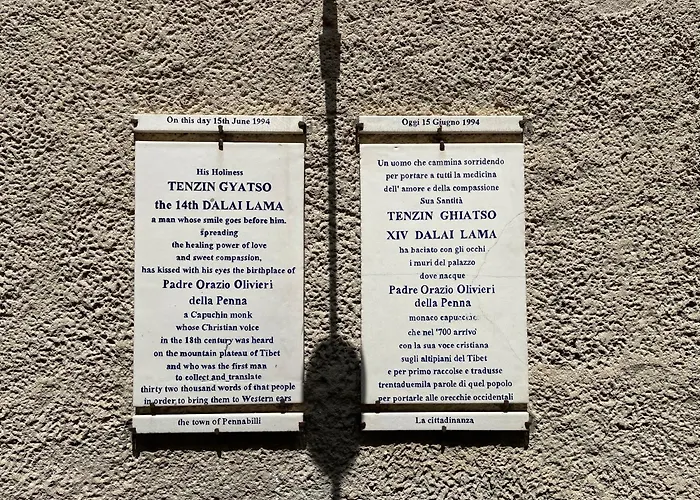 On this day 15th June 1994
His Holiness
TENZIN GYATSO
the 14th DALAI LAMA
a man whose smile goes before him.
spreading
the healing power of love
and sweet compassion,
has kissed with his eyes the birthplace of
Padre Orazio Olivieri
della Penna
a Capuchin monk
whose Christian voice
in the 18th century was heard
on the mountain plateau of Tibet
and who was the first man
to collect and translate
thirty two thousand words of that people
in order to bring them to Western ears
the town of Pennabilli
Oggi 15 Giugno 1994
Un uomo che cammina sorridendo
per portare a tutti la medicina
dell' amore e della compassione
Sua Santità
TENZIN GHIATSO
XIV DALAI LAMA
ha baciato con gli occhi
i muri del palazzo
dove nacque
Padre Orazio Olivieri
della Penna
monaco capuccino
che nel '700 arrivo'
con la sua voce cristiana
sugli altipiani del Tibet
e per primo raccolse e tradusse
trentaduemila parole di quel popolo
per portarle alle orecchie occidentali
La cittadinanza